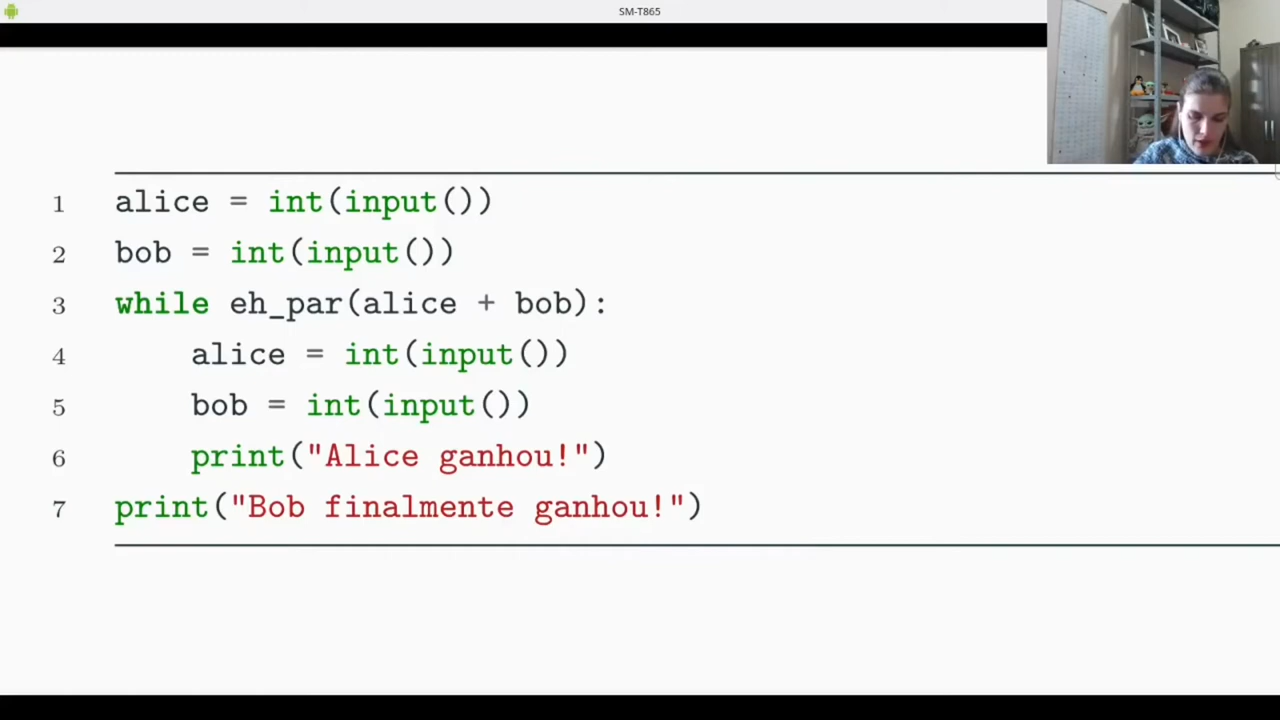 SM-T865
1 alice = int(input())
2 bob = int(input())
3 while eh_par(alice + bob):
4     alice = int(input())
5     bob = int(input())
6     print("Alice ganhou!")
7 print("Bob finalmente ganhou!")